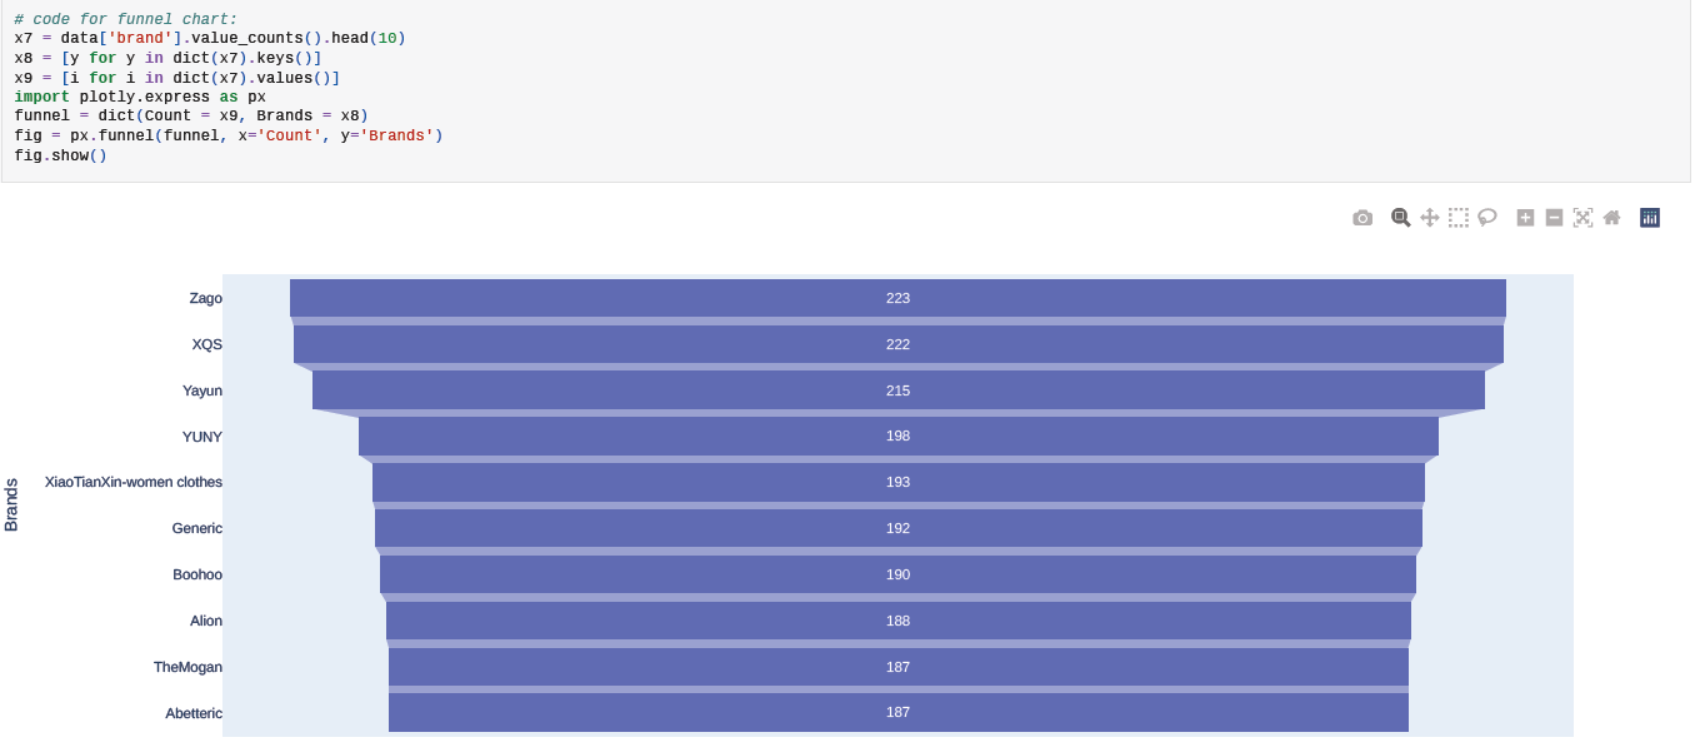 # code for funnel chart:
x7 = data['brand'].value_counts().head(10)
x8 = [y for y in dict(x7).keys()]
x9 = [i for i in dict(x7).values()]
import plotly.express as px
funnel = dict(Count = x9, Brands = x8)
fig = px.funnel(funnel, x='Count', y='Brands')
fig.show()
Brands
Zago 223
XQS 222
Yayun 215
YUNY 198
XiaoTianXin-women clothes 193
Generic 192
Boohoo 190
Alion 188
TheMogan 187
Abetteric 187